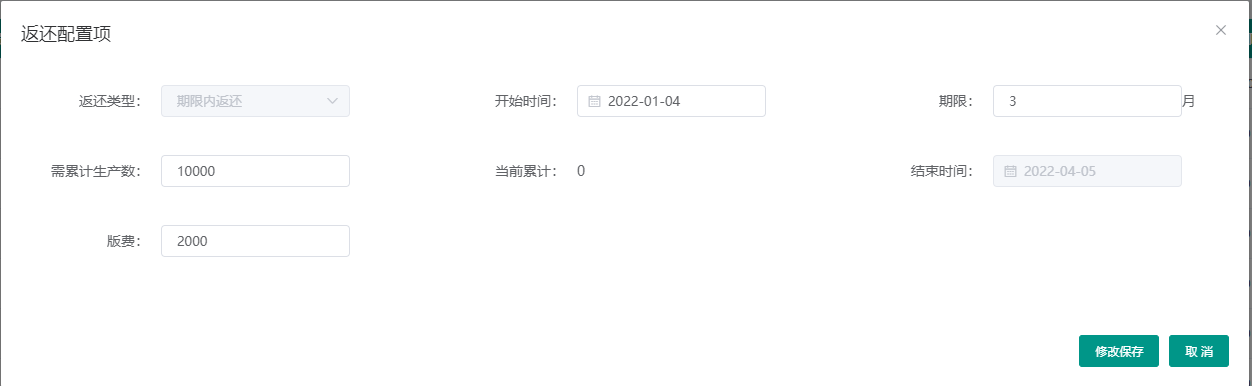 返还配置项
返还类型： 期限内返还 开始时间： 2022-01-04 期限： 3 月
需累计生产数： 10000 当前累计： 0 结束时间： 2022-04-05
版费： 2000
修改保存 取 消